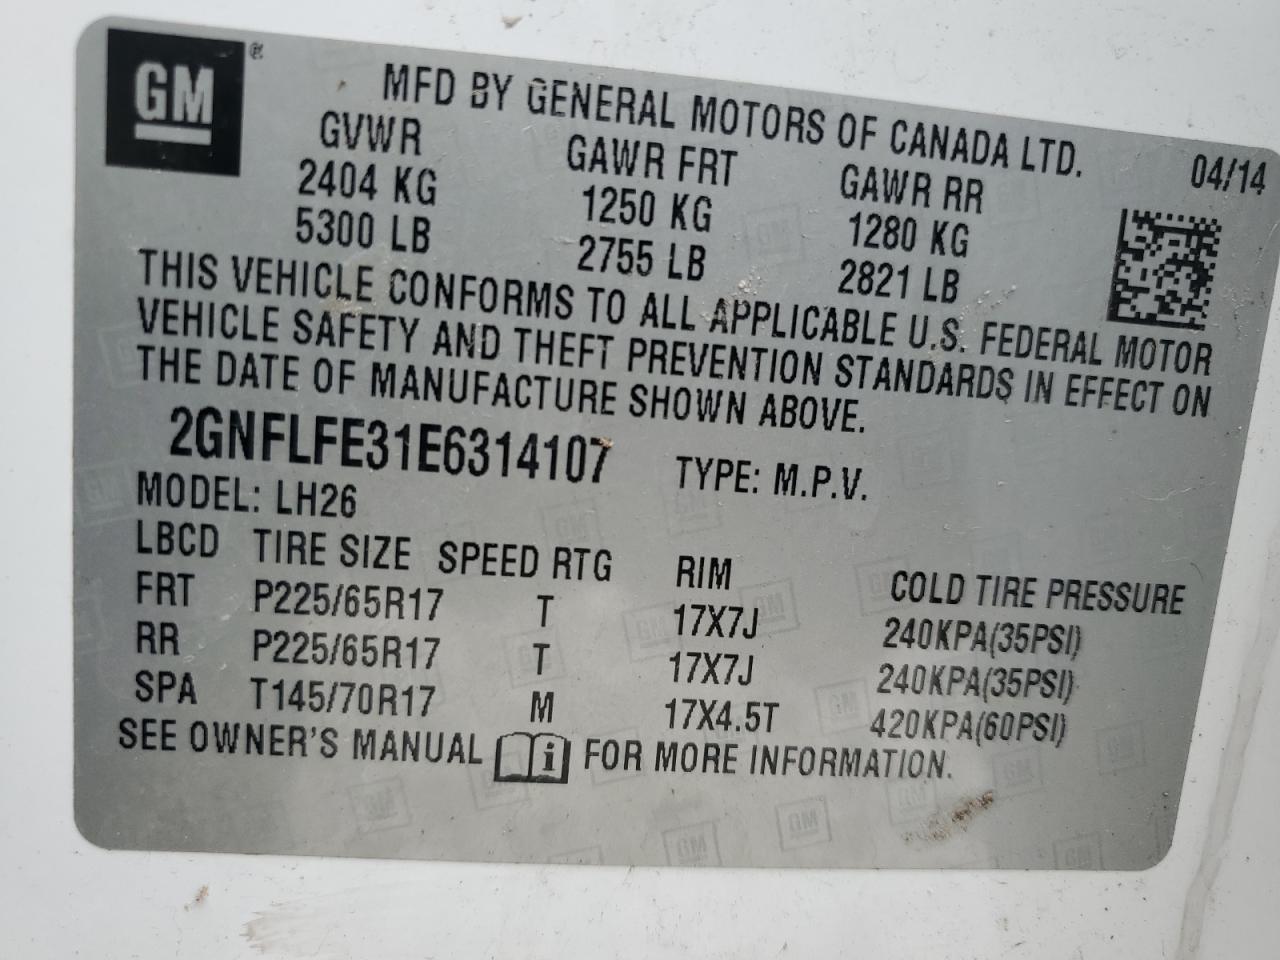 GM®
MFD BY GENERAL MOTORS OF CANADA LTD.
04/14
GVWR GAWR FRT GAWR RR
2404 KG 1250 KG 1280 KG
5300 LB 2755 LB 2821 LB
THIS VEHICLE CONFORMS TO ALL APPLICABLE U.S. FEDERAL MOTOR
VEHICLE SAFETY AND THEFT PREVENTION STANDARDS IN EFFECT ON
THE DATE OF MANUFACTURE SHOWN ABOVE.
2GNFLFE31E6314107 TYPE: M.P.V.
MODEL: LH26
LBCD TIRE SIZE SPEED RTG RIM COLD TIRE PRESSURE
FRT P225/65R17 T 17X7J 240KPA(35PSI)
RR P225/65R17 T 17X7J 240KPA(35PSI)
SPA T145/70R17 M 17X4.5T 420KPA(60PSI)
SEE OWNER'S MANUAL i FOR MORE INFORMATION.